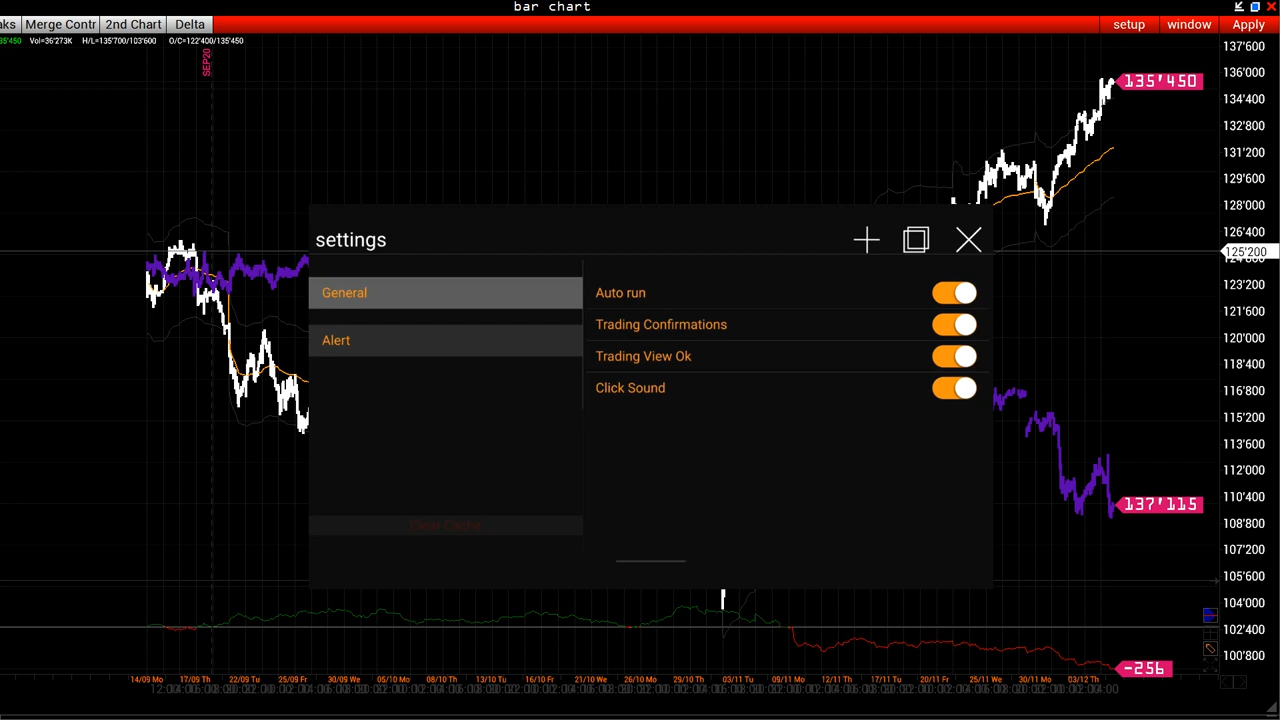 bar chart
aks Merge Contr 2nd Chart Delta setup window Apply
35'450 Vol=36'273K H/L=135'700/103'600 O/C=122'400/135'450
137'600
SEP20
136'000
135'450
134'400
132'800
131'200
129'600
128'000
126'400
125'200
settings
123'200
General
Auto run
121'600
Trading Confirmations
120'000
Alert
Trading View Ok
118'400
Click Sound
116'800
115'200
113'600
112'000
110'400
137'115
108'800
Clear Cache
107'200
105'600
104'000
102'400
100'800
-256
14/09 Mo 17/09 Th 22/09 Tu 25/09 Fr 30/09 We 05/10 Mo 08/10 Th 13/10 Tu 16/10 Fr 21/10 We 26/10 Mo 29/10 Th 03/11 Tu 09/11 Mo 12/11 Th 17/11 Tu 20/11 Fr 25/11 We 30/11 Mo 03/12 Th